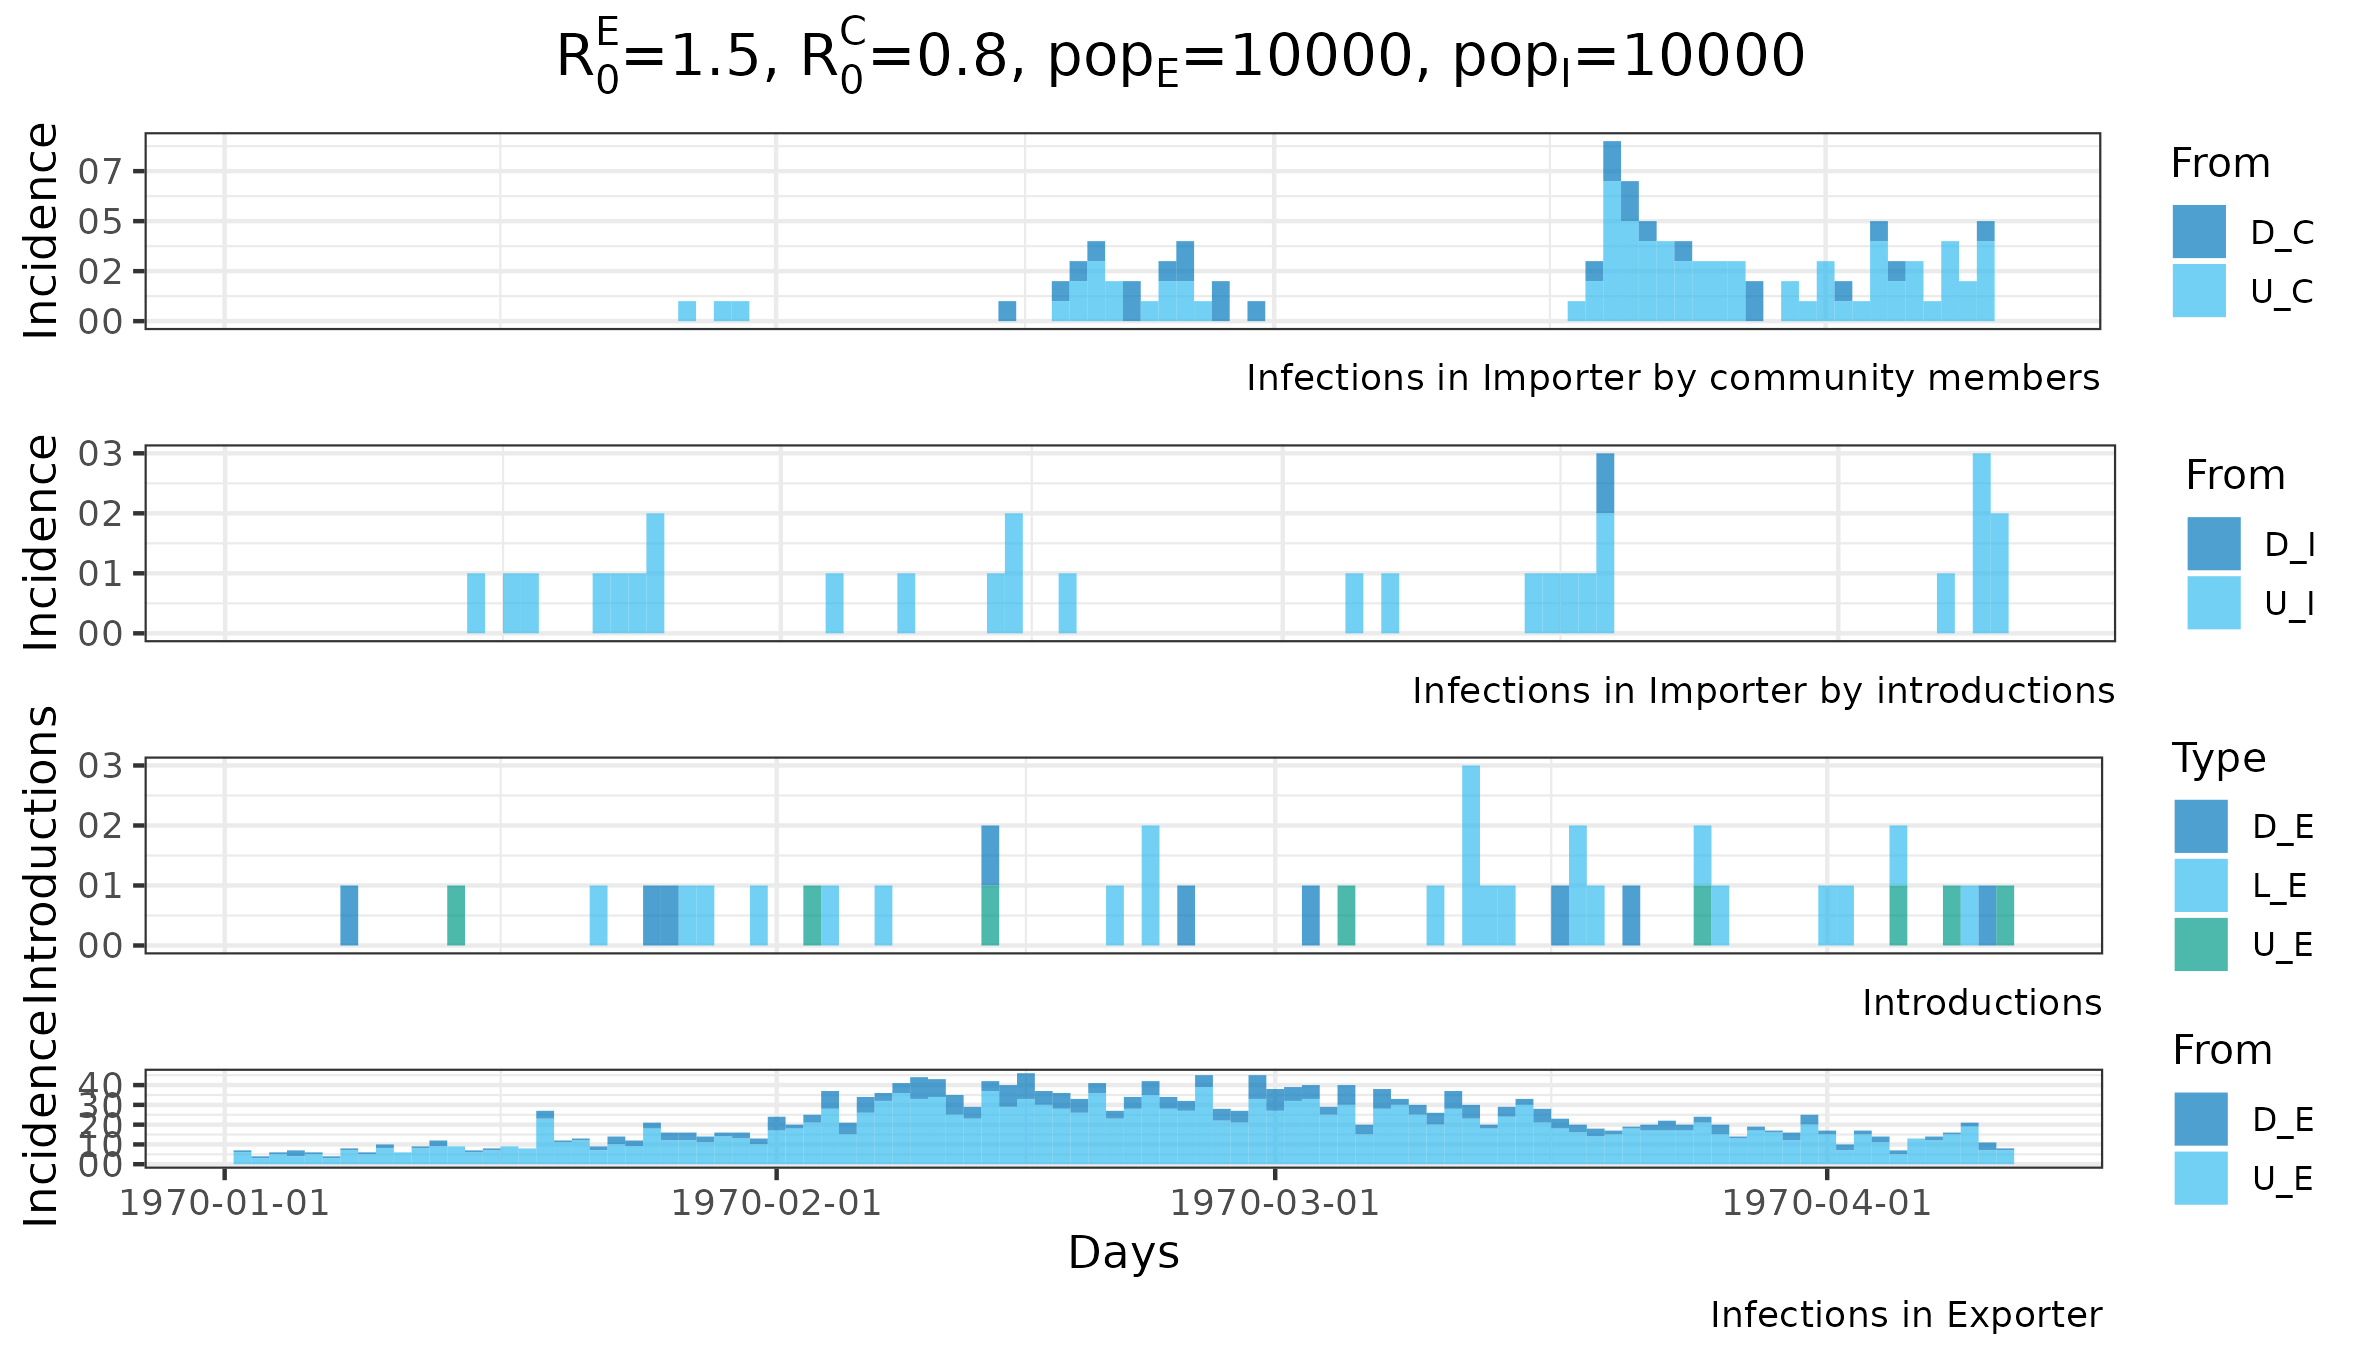 R₀ᴱ=1.5, R₀ᶜ=0.8, pop_E=10000, pop_I=10000
Incidence
07
05
02
00
From
D_C
U_C
Infections in Importer by community members
Incidence
03
02
01
00
From
D_I
U_I
Infections in Importer by introductions
Introductions
03
02
01
00
Type
D_E
L_E
U_E
Introductions
Incidence
40
30
20
10
00
From
D_E
U_E
1970-01-01 1970-02-01 1970-03-01 1970-04-01
Days
Infections in Exporter